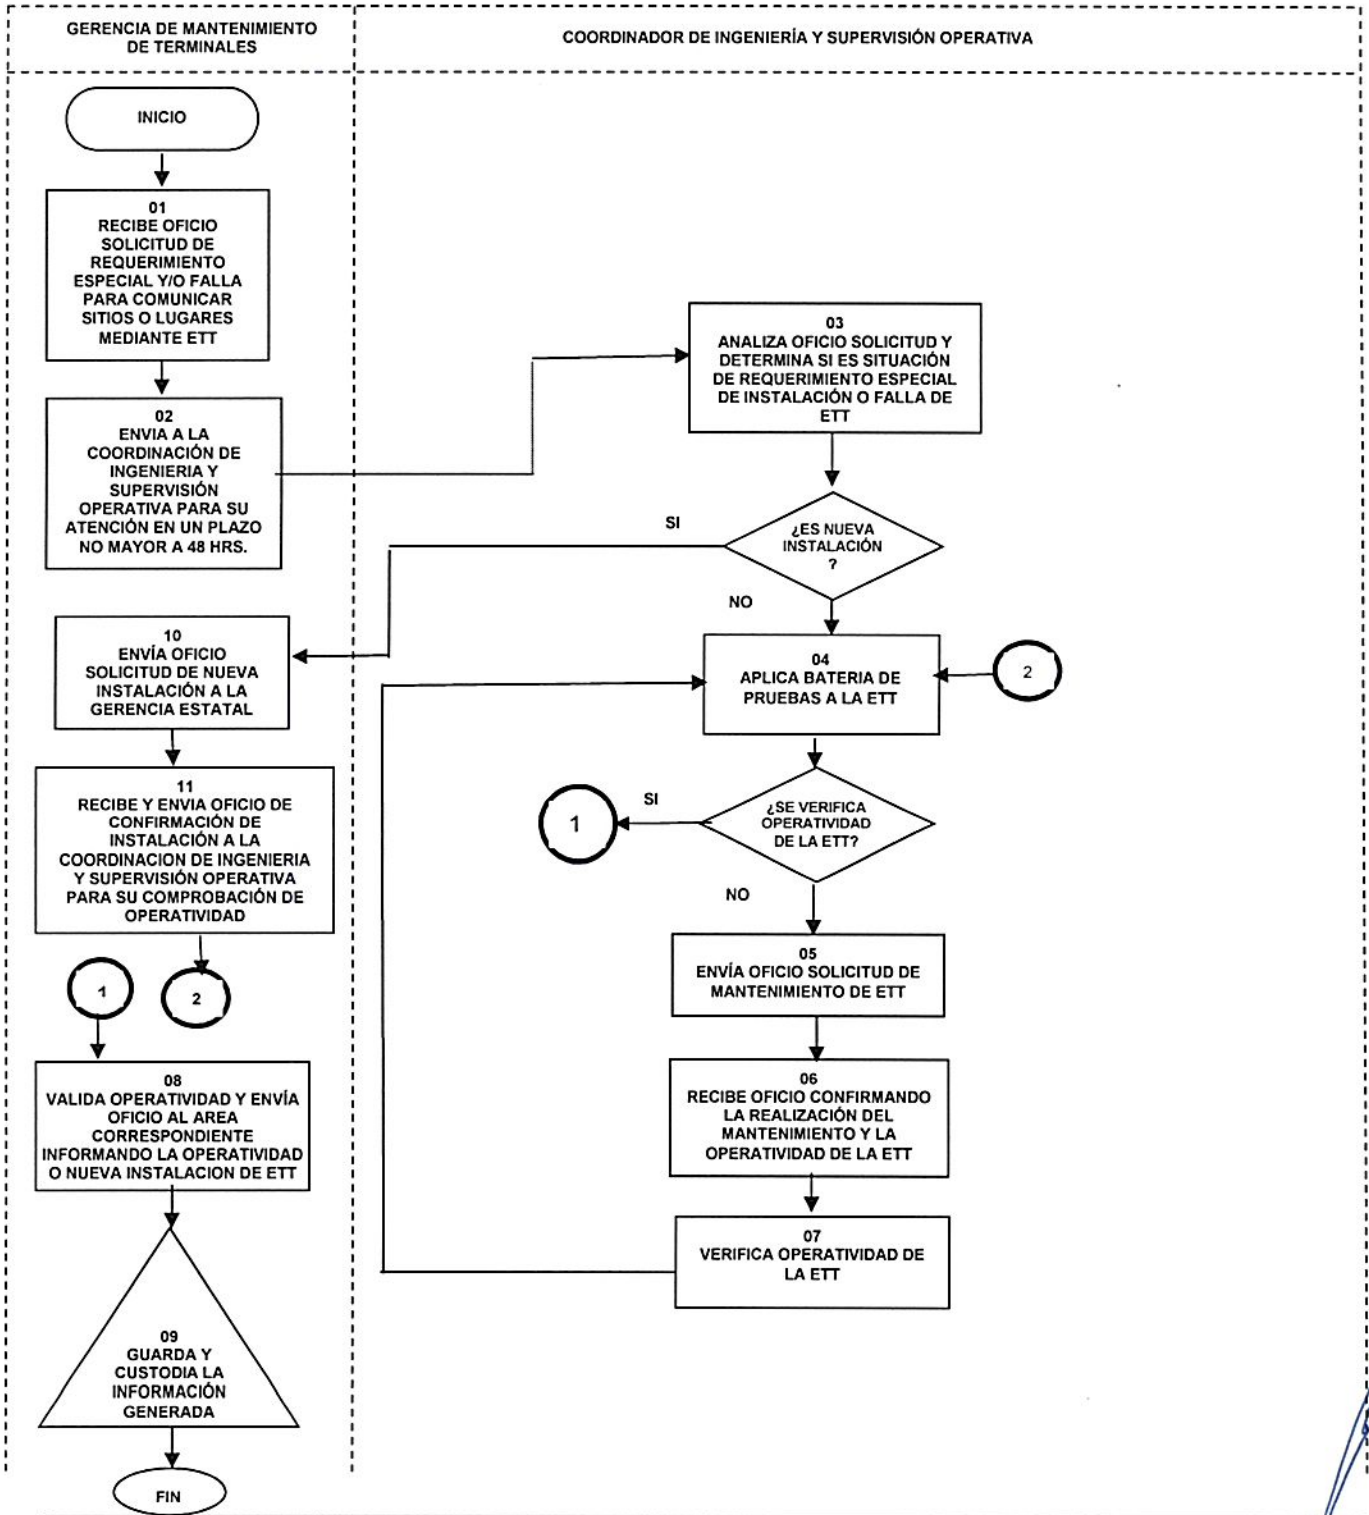 GERENCIA DE MANTENIMIENTO
DE TERMINALES
COORDINADOR DE INGENIERÍA Y SUPERVISIÓN OPERATIVA
INICIO
01
RECIBE OFICIO
SOLICITUD DE
REQUERIMIENTO
ESPECIAL Y/O FALLA
PARA COMUNICAR
SITIOS O LUGARES
MEDIANTE ETT
02
ENVIA A LA
COORDINACIÓN DE
INGENIERIA Y
SUPERVISIÓN
OPERATIVA PARA SU
ATENCIÓN EN UN PLAZO
NO MAYOR A 48 HRS.
03
ANALIZA OFICIO SOLICITUD Y
DETERMINA SI ES SITUACIÓN
DE REQUERIMIENTO ESPECIAL
DE INSTALACIÓN O FALLA DE
ETT
¿ES NUEVA
INSTALACIÓN
?
SI
NO
10
ENVÍA OFICIO
SOLICITUD DE NUEVA
INSTALACIÓN A LA
GERENCIA ESTATAL
04
APLICA BATERIA DE
PRUEBAS A LA ETT
2
11
RECIBE Y ENVIA OFICIO DE
CONFIRMACIÓN DE
INSTALACIÓN A LA
COORDINACION DE INGENIERIA
Y SUPERVISIÓN OPERATIVA
PARA SU COMPROBACIÓN DE
OPERATIVIDAD
¿SE VERIFICA
OPERATIVIDAD
DE LA ETT?
SI
1
NO
1
2
05
ENVÍA OFICIO SOLICITUD DE
MANTENIMIENTO DE ETT
06
RECIBE OFICIO CONFIRMANDO
LA REALIZACIÓN DEL
MANTENIMIENTO Y LA
OPERATIVIDAD DE LA ETT
07
VERIFICA OPERATIVIDAD DE
LA ETT
08
VALIDA OPERATIVIDAD Y ENVÍA
OFICIO AL AREA
CORRESPONDIENTE
INFORMANDO LA OPERATIVIDAD
O NUEVA INSTALACION DE ETT
09
GUARDA Y
CUSTODIA LA
INFORMACIÓN
GENERADA
FIN